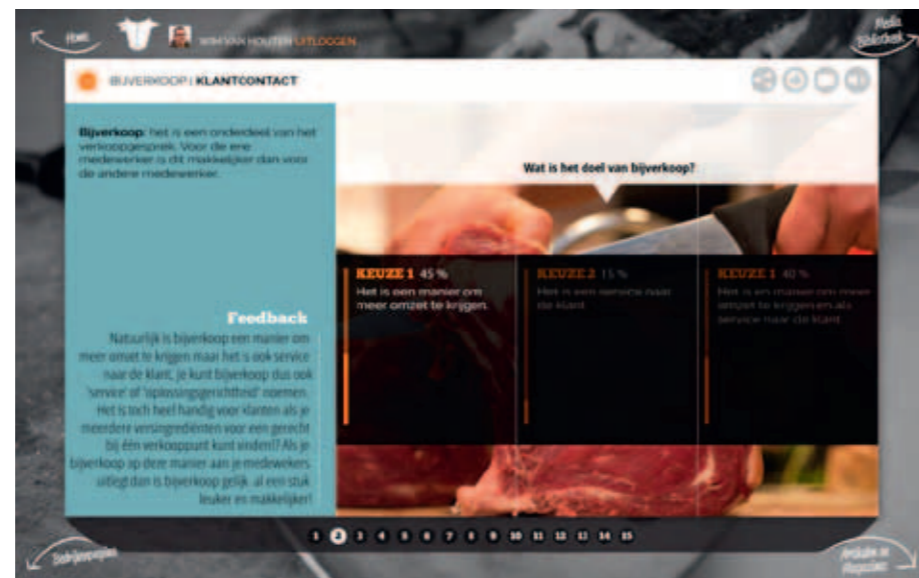 Home
WIM VAN HOUTEN UITLOGGEN
Media
Bibliotheek
BIJVERKOOP | KLANTCONTACT
Bijverkoop: het is een onderdeel van het
verkoopgesprek. Voor de ene
medewerker is dit makkelijker dan voor
de andere medewerker.
Wat is het doel van bijverkoop?
KEUZE 1 45 %
Het is een manier om
meer omzet te krijgen.
KEUZE 2 15 %
Het is een service naar
de klant.
KEUZE 1 40 %
Het is en manier om meer
omzet te krijgen en als
service naar de klant.
Feedback
Natuurlijk is bijverkoop een manier om
meer omzet te krijgen maar het is ook service
naar de klant, je kunt bijverkoop dus ook
'service' of 'oplossingsgerichtheid' noemen.
Het is toch heel handig voor klanten als je
meerdere versingrediënten voor een gerecht
bij één verkooppunt kunt vinden!? Als je
bijverkoop op deze manier aan je medewekers
uitlegt dan is bijverkoop gelijk al een stuk
leuker en makkelijker!
1 2 3 4 5 6 7 8 9 10 11 12 13 14 15
Artikelen en
Magazines